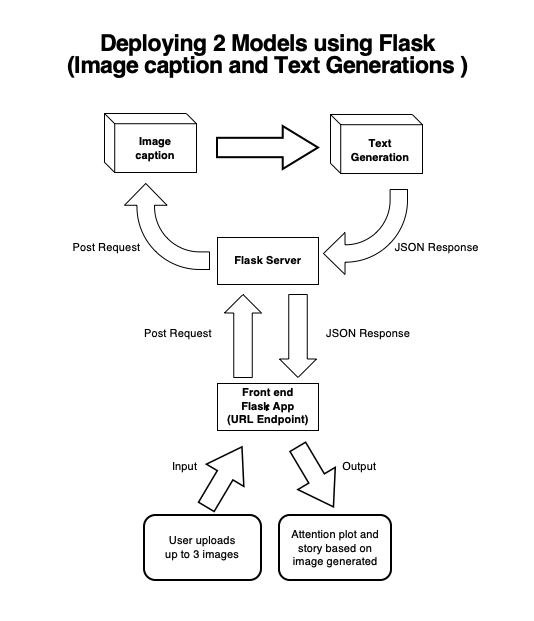 Deploying 2 Models using Flask
(Image caption and Text Generations )
Image
caption
Text
Generation
Post Request
JSON Response
Flask Server
Post Request
JSON Response
Front end
Flask App
(URL Endpoint)
Input
Output
User uploads
up to 3 images
Attention plot and
story based on
image generated